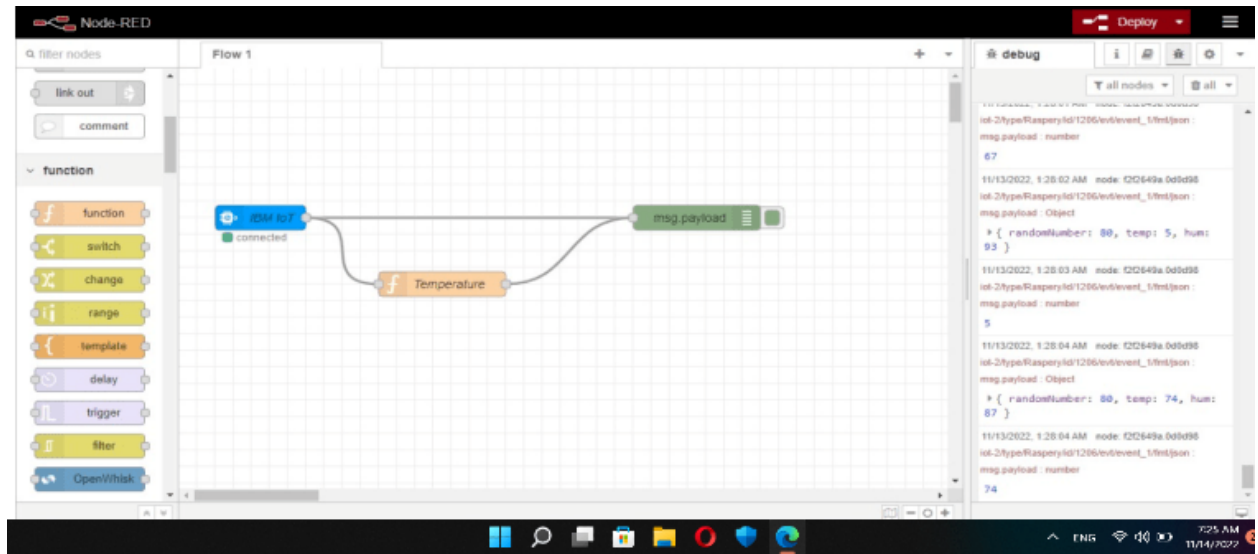 Node-RED
Deploy
filter nodes
Flow 1
debug
i
all nodes
all
link out
comment
function
function
switch
change
range
template
delay
trigger
filter
OpenWhisk
IBM IoT
connected
Temperature
msg.payload
iot-2/type/Raspery/id/1206/evt/event_1/fmt/json :
msg.payload : number
67
11/13/2022, 1:28:02 AM node: f2f2649a.0d0d98
iot-2/type/Raspery/id/1206/evt/event_1/fmt/json :
msg.payload : Object
{ randomNumber: 80, temp: 5, hum:
93 }
11/13/2022, 1:28:03 AM node: f2f2649a.0d0d98
iot-2/type/Raspery/id/1206/evt/event_1/fmt/json :
msg.payload : number
5
11/13/2022, 1:28:04 AM node: f2f2649a.0d0d98
iot-2/type/Raspery/id/1206/evt/event_1/fmt/json :
msg.payload : Object
{ randomNumber: 80, temp: 74, hum:
87 }
11/13/2022, 1:28:04 AM node: f2f2649a.0d0d98
iot-2/type/Raspery/id/1206/evt/event_1/fmt/json :
msg.payload : number
74
ENG
7:25 AM
11/14/2022